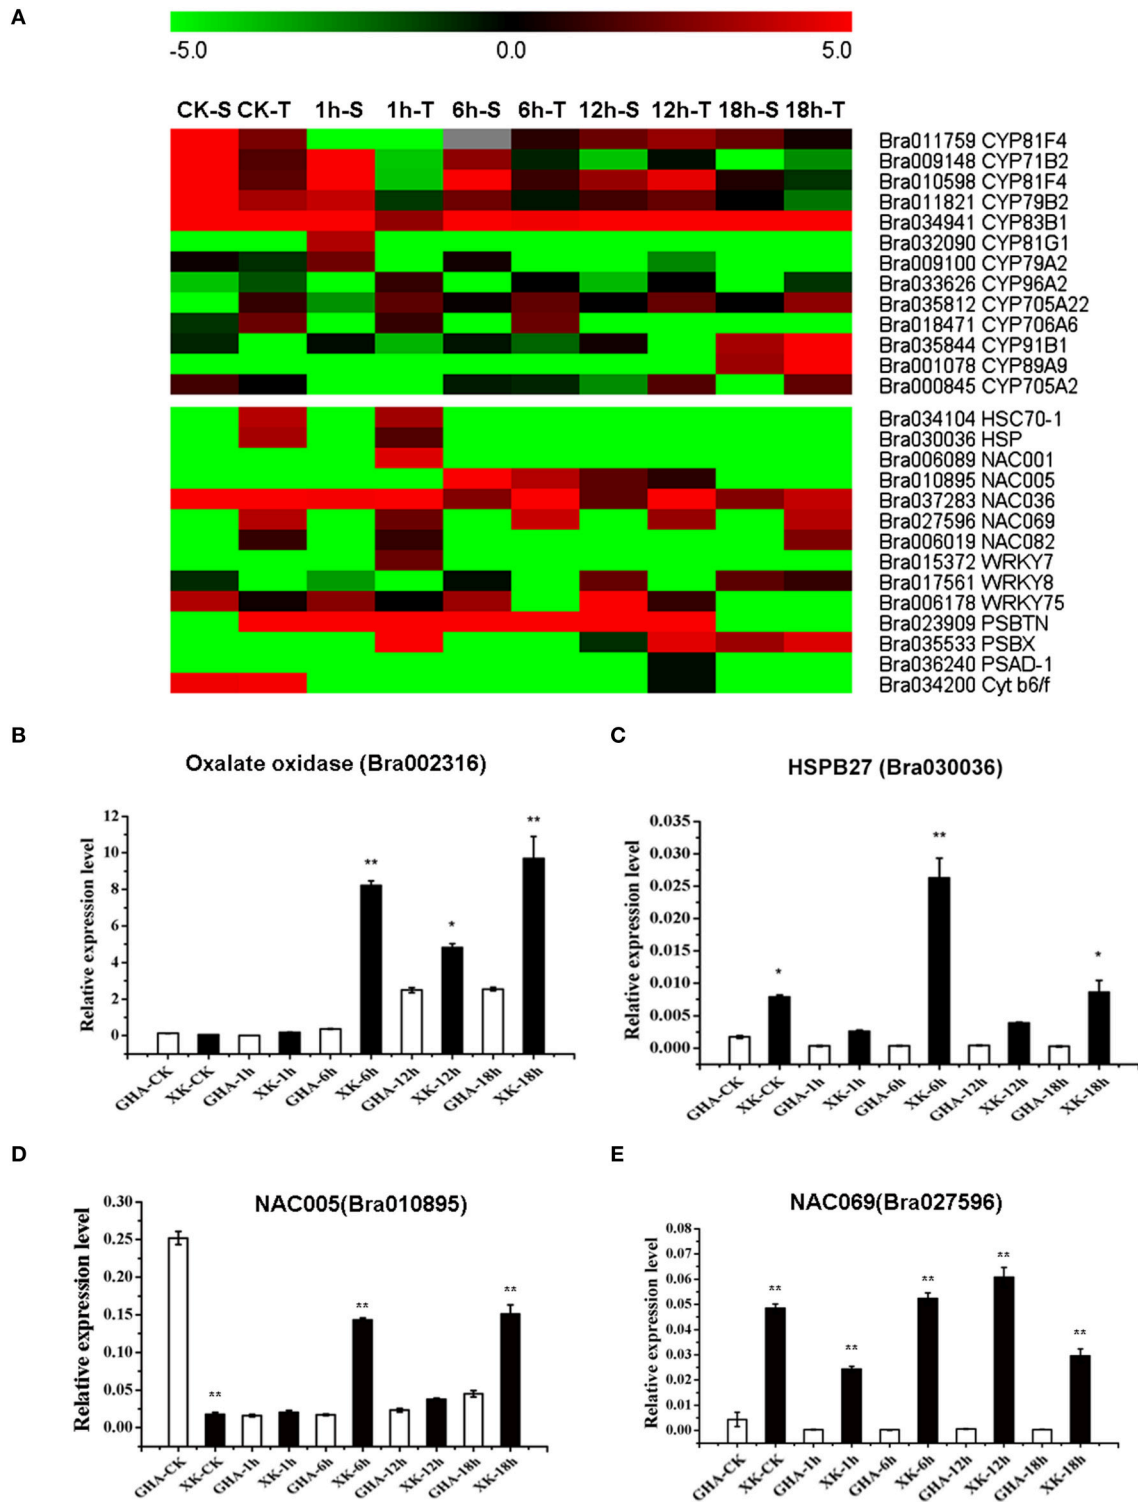 A
-5.0 0.0 5.0
CK-S CK-T 1h-S 1h-T 6h-S 6h-T 12h-S 12h-T 18h-S 18h-T
Bra011759 CYP81F4
Bra009148 CYP71B2
Bra010598 CYP81F4
Bra011821 CYP79B2
Bra034941 CYP83B1
Bra032090 CYP81G1
Bra009100 CYP79A2
Bra033626 CYP96A2
Bra035812 CYP705A22
Bra018471 CYP706A6
Bra035844 CYP91B1
Bra001078 CYP89A9
Bra000845 CYP705A2
Bra034104 HSC70-1
Bra030036 HSP
Bra006089 NAC001
Bra010895 NAC005
Bra037283 NAC036
Bra027596 NAC069
Bra006019 NAC082
Bra015372 WRKY7
Bra017561 WRKY8
Bra006178 WRKY75
Bra023909 PSBTN
Bra035533 PSBX
Bra036240 PSAD-1
Bra034200 Cyt b6/f
B
Oxalate oxidase (Bra002316)
Relative expression level
12
10
8
6
4
2
0
**
*
**
GHA-CK XK-CK GHA-1h XK-1h GHA-6h XK-6h GHA-12h XK-12h GHA-18h XK-18h
C
HSPB27 (Bra030036)
Relative expression level
0.035
0.030
0.025
0.020
0.015
0.010
0.005
0.000
*
**
*
GHA-CK XK-CK GHA-1h XK-1h GHA-6h XK-6h GHA-12h XK-12h GHA-18h XK-18h
D
NAC005(Bra010895)
Relative expression level
0.30
0.25
0.20
0.15
0.10
0.05
0.00
**
**
**
GHA-CK XK-CK GHA-1h XK-1h GHA-6h XK-6h GHA-12h XK-12h GHA-18h XK-18h
E
NAC069(Bra027596)
Relative expression level
0.08
0.07
0.06
0.05
0.04
0.03
0.02
0.01
0.00
**
**
**
**
**
GHA-CK XK-CK GHA-1h XK-1h GHA-6h XK-6h GHA-12h XK-12h GHA-18h XK-18h